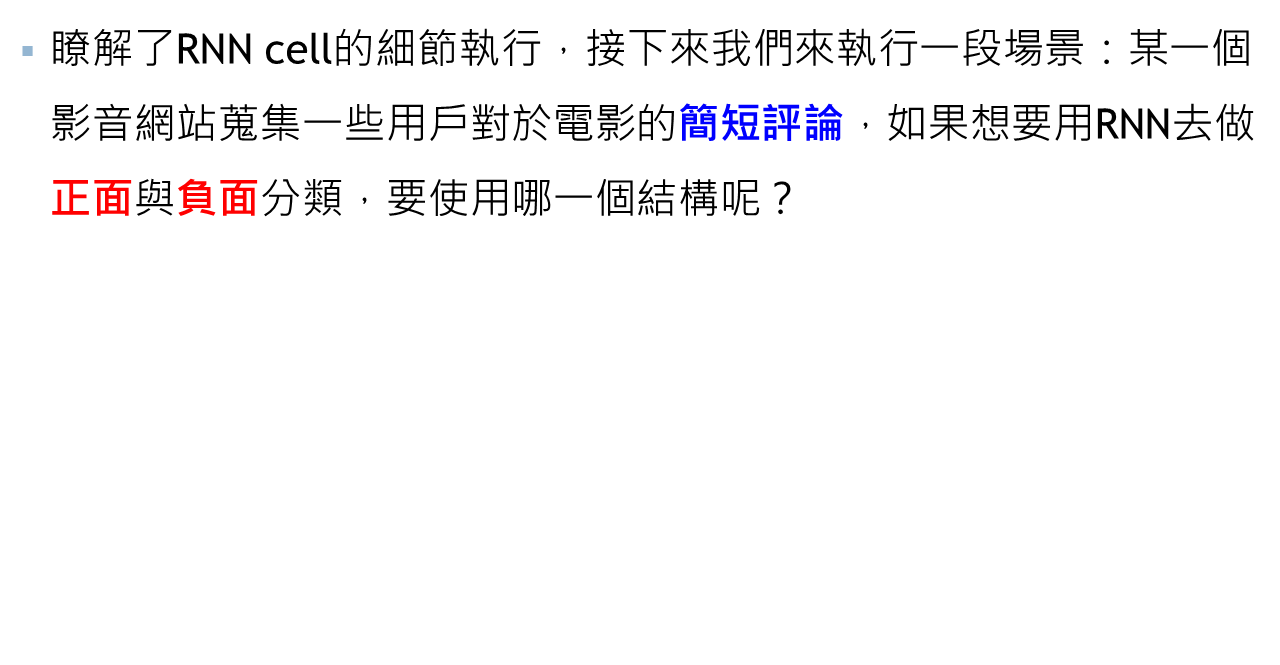 ▪ 瞭解了RNN cell的細節執行，接下來我們來執行一段場景：某一個
影音網站蒐集一些用戶對於電影的簡短評論，如果想要用RNN去做
正面與負面分類，要使用哪一個結構呢？